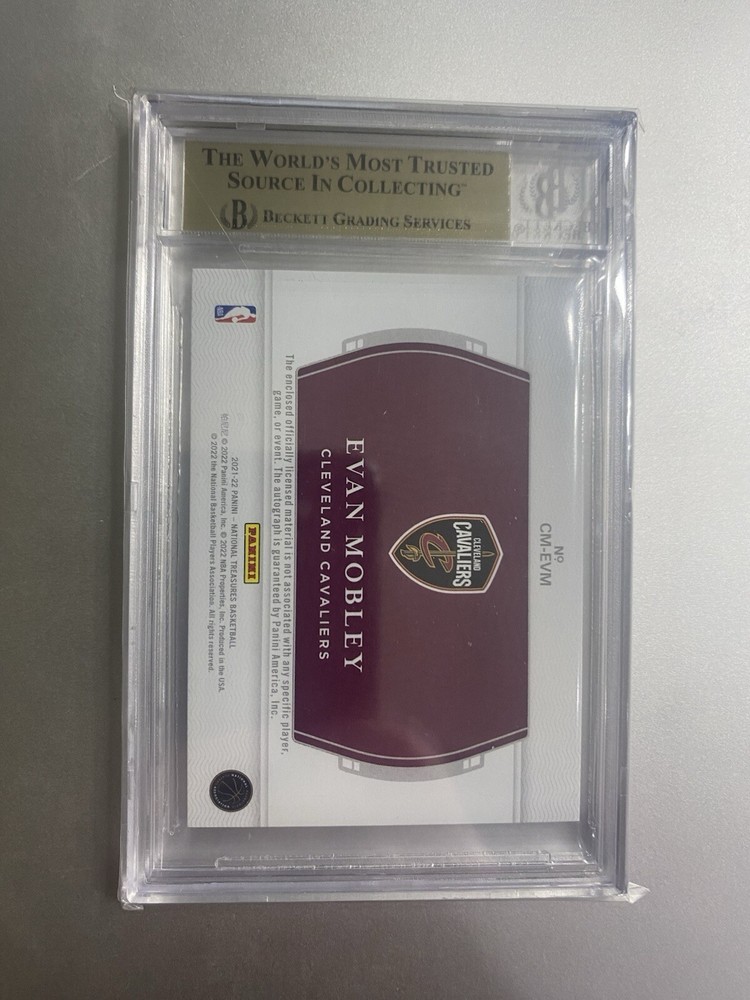 THE WORLD'S MOST TRUSTED
SOURCE IN COLLECTING™
B BECKETT GRADING SERVICES
Nº
CM-EVM
CLEVELAND
CAVALIERS
C
EVAN MOBLEY
CLEVELAND CAVALIERS
The enclosed officially licensed material is not associated with any specific player,
game, or event. The autograph is guaranteed by Panini America, Inc.
PANINI
2021-22 PANINI – NATIONAL TREASURES BASKETBALL
© 2022 Panini America, Inc. © 2022 NBA Properties, Inc. Produced in the USA.
© 2022 the National Basketball Players Association. All rights reserved.
NBA